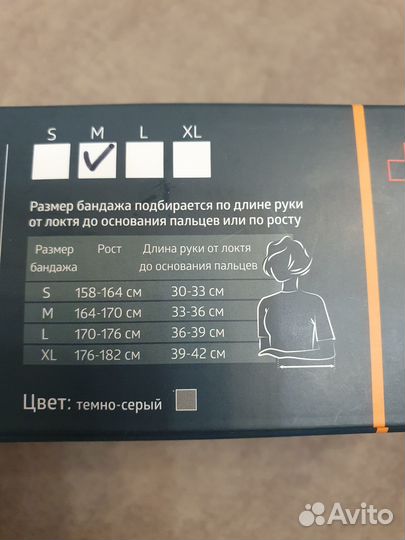 S M L XL
Размер бандажа подбирается по длине руки
от локтя до основания пальцев или по росту
Размер Рост Длина руки от локтя
бандажа до основания пальцев
S 158-164 см 30-33 см
M 164-170 см 33-36 см
L 170-176 см 36-39 см
XL 176-182 см 39-42 см
Цвет: темно-серый
Avito